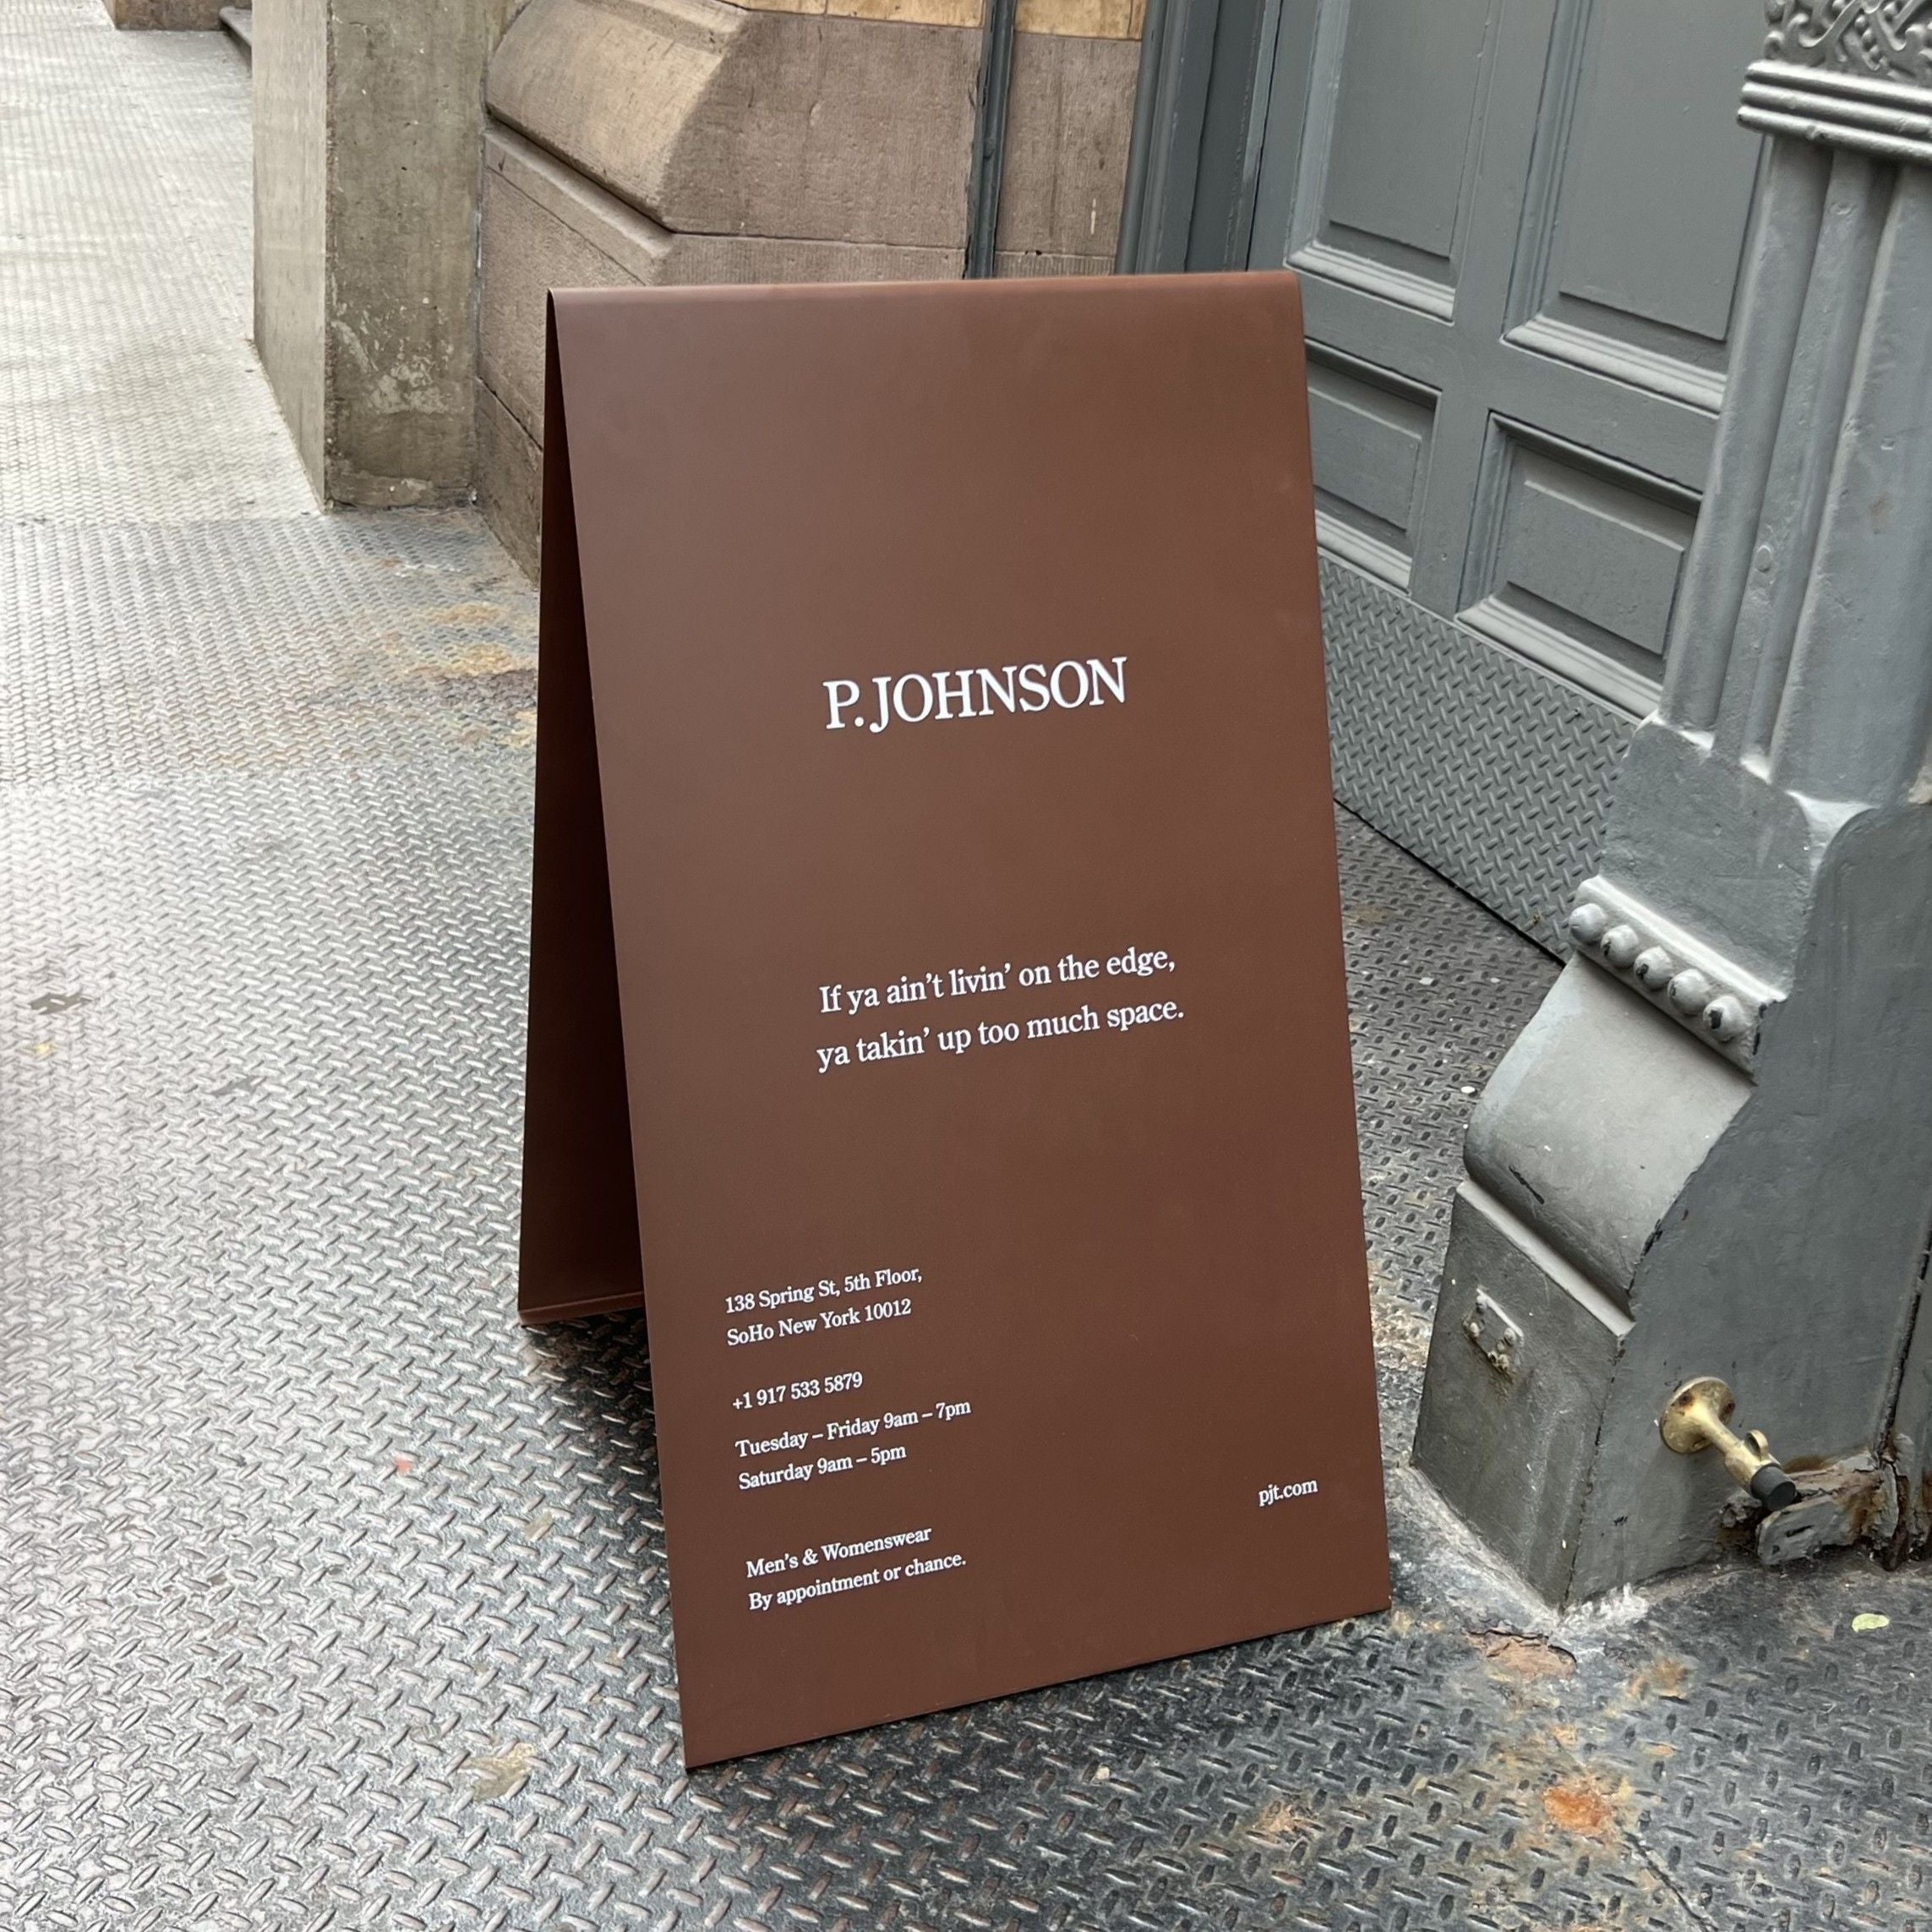 P. JOHNSON
If ya ain’t livin’ on the edge,
ya takin’ up too much space.
138 Spring St, 5th Floor,
SoHo New York 10012
+1 917 533 5879
Tuesday – Friday 9am – 7pm
Saturday 9am – 5pm
Men’s & Womenswear
By appointment or chance.
pjt.com